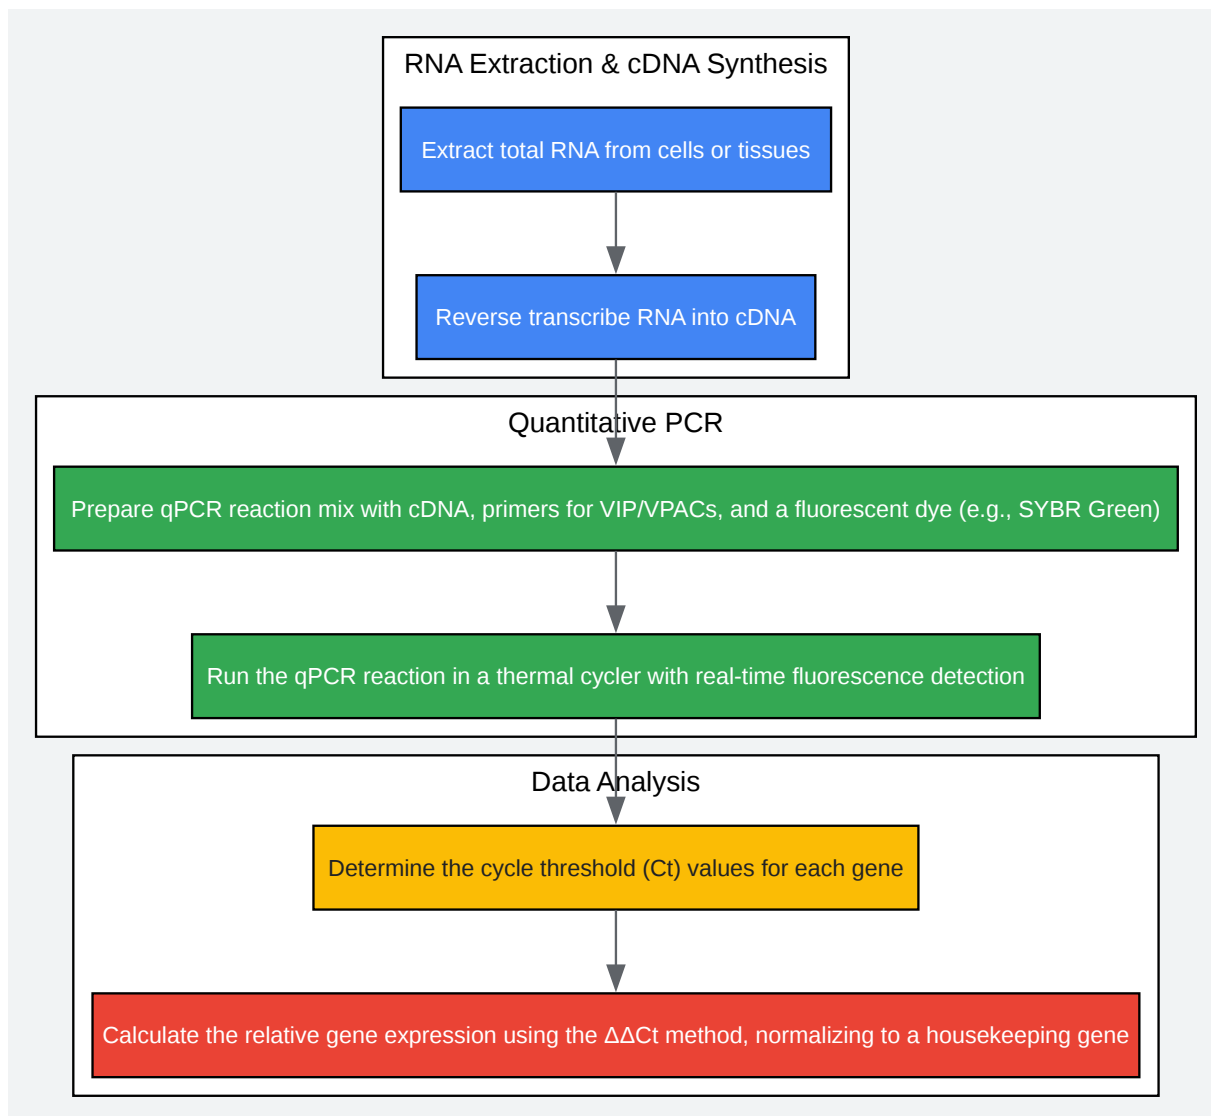 RNA Extraction & cDNA Synthesis
Extract total RNA from cells or tissues
Reverse transcribe RNA into cDNA
Quantitative PCR
Prepare qPCR reaction mix with cDNA, primers for VIP/VPACs, and a fluorescent dye (e.g., SYBR Green)
Run the qPCR reaction in a thermal cycler with real-time fluorescence detection
Data Analysis
Determine the cycle threshold (Ct) values for each gene
Calculate the relative gene expression using the ΔΔCt method, normalizing to a housekeeping gene